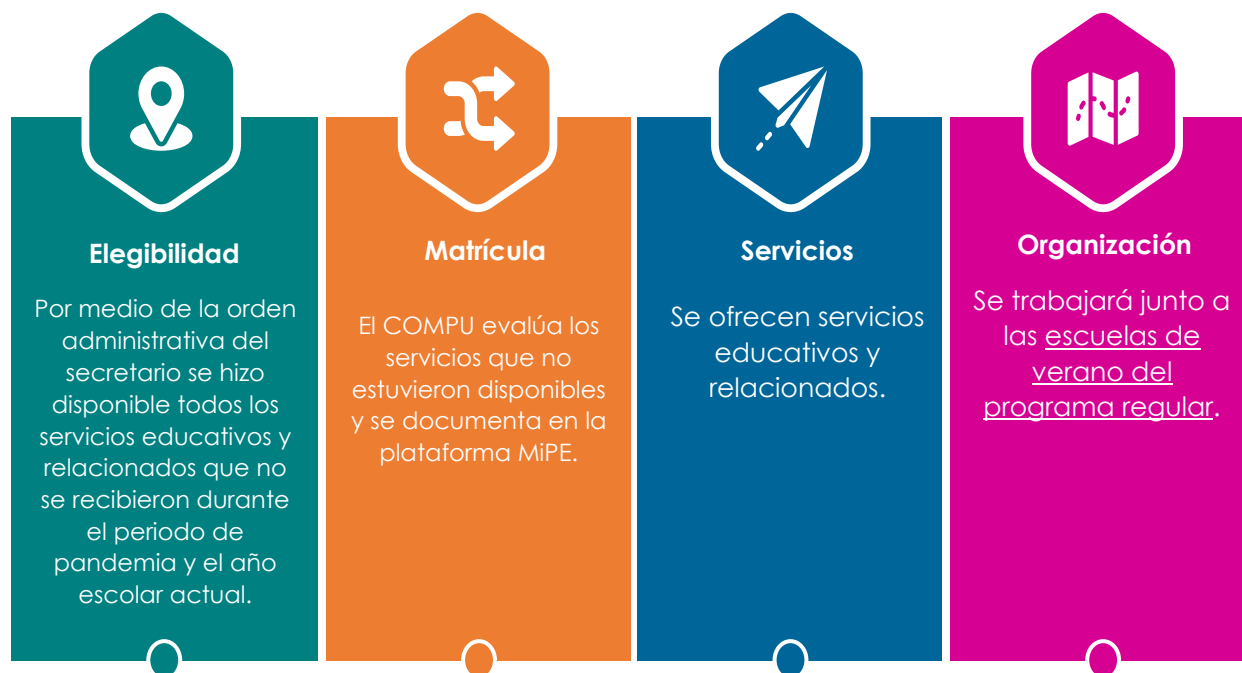 Elegibilidad
Por medio de la orden
administrativa del
secretario se hizo
disponible todos los
servicios educativos y
relacionados que no
se recibieron durante
el periodo de
pandemia y el año
escolar actual.
Matrícula
El COMPU evalúa los
servicios que no
estuvieron disponibles
y se documenta en la
plataforma MiPE.
Servicios
Se ofrecen servicios
educativos y
relacionados.
Organización
Se trabajará junto a
las escuelas de
verano del
programa regular.